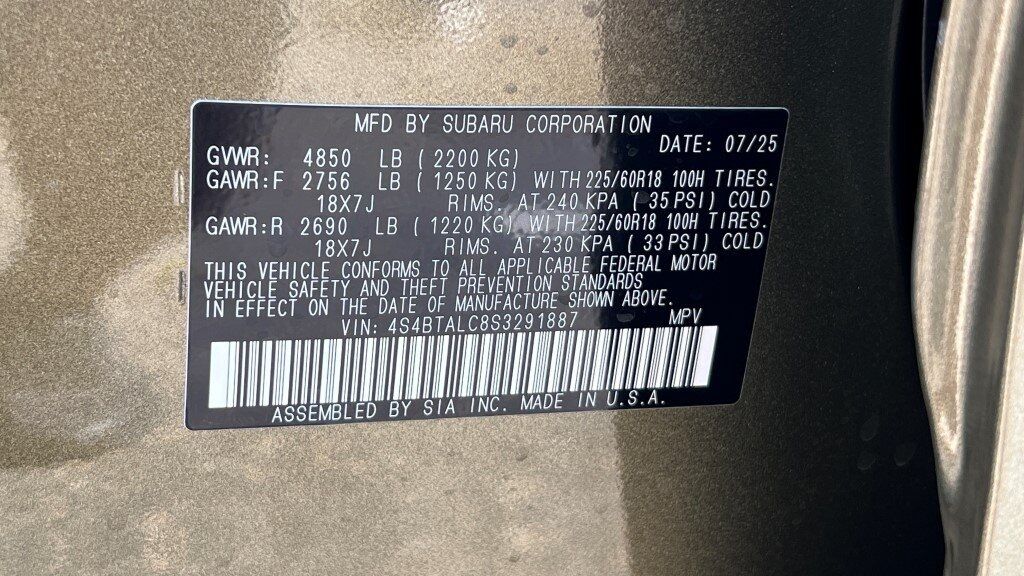 MFD BY SUBARU CORPORATION
DATE: 07/25
GVWR: 4850 LB ( 2200 KG)
GAWR:F 2756 LB ( 1250 KG) WITH 225/60R18 100H TIRES.
18X7J RIMS. AT 240 KPA ( 35 PSI) COLD
GAWR:R 2690 LB ( 1220 KG) WITH 225/60R18 100H TIRES.
18X7J RIMS. AT 230 KPA ( 33 PSI) COLD
THIS VEHICLE CONFORMS TO ALL APPLICABLE FEDERAL MOTOR
VEHICLE SAFETY AND THEFT PREVENTION STANDARDS
IN EFFECT ON THE DATE OF MANUFACTURE SHOWN ABOVE.
VIN: 4S4BTALC8S3291887 MPV
ASSEMBLED BY SIA INC. MADE IN U.S.A.